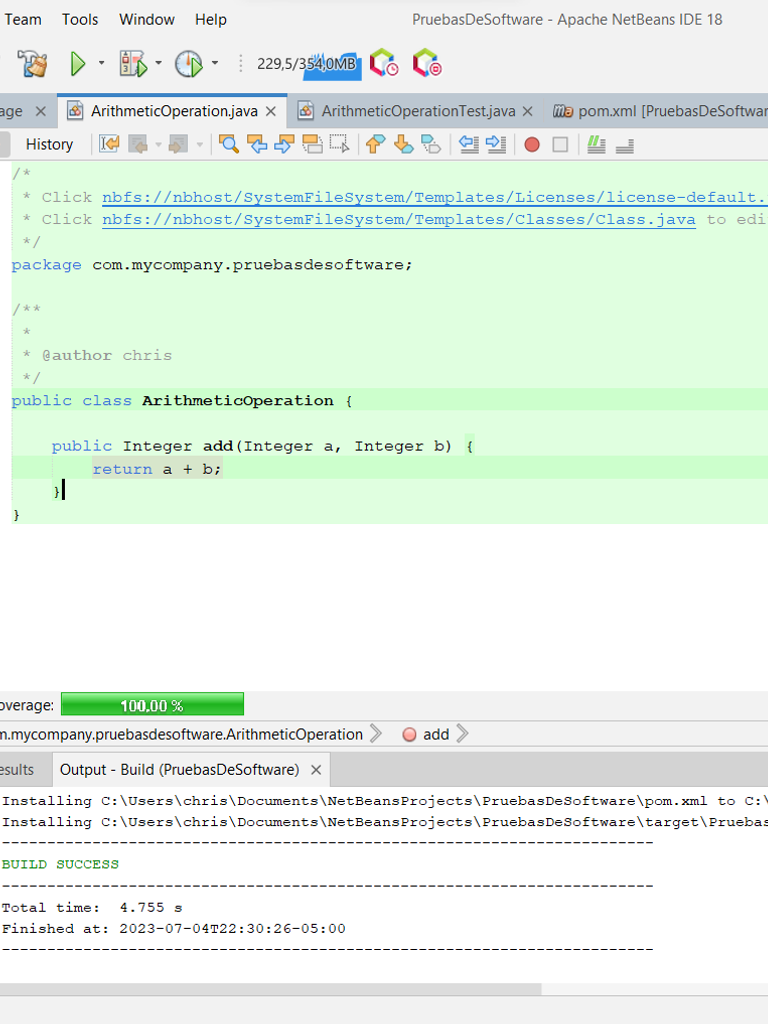 Team Tools Window Help PruebasDeSoftware - Apache NetBeans IDE 18
229,5/354,0MB
age ArithmeticOperation.java ArithmeticOperationTest.java pom.xml [PruebasDeSoftwar
History
/*
* Click nbfs://nbhost/SystemFileSystem/Templates/Licenses/license-default.
* Click nbfs://nbhost/SystemFileSystem/Templates/Classes/Class.java to edi
*/
package com.mycompany.pruebasdesoftware;
/**
*
* @author chris
*/
public class ArithmeticOperation {
public Integer add(Integer a, Integer b) {
return a + b;
}
}
overage: 100,00 %
m.mycompany.pruebasdesoftware.ArithmeticOperation add
esults Output - Build (PruebasDeSoftware)
Installing C:\Users\chris\Documents\NetBeansProjects\PruebasDeSoftware\pom.xml to C:\
Installing C:\Users\chris\Documents\NetBeansProjects\PruebasDeSoftware\target\Pruebas
------------------------------------------------------------------------
BUILD SUCCESS
------------------------------------------------------------------------
Total time: 4.755 s
Finished at: 2023-07-04T22:30:26-05:00
------------------------------------------------------------------------